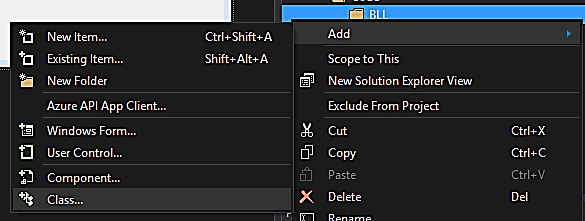 BLL
New Item... Ctrl+Shift+A
Existing Item... Shift+Alt+A
New Folder
Azure API App Client...
Windows Form...
User Control...
Component...
Class...
Add
Scope to This
New Solution Explorer View
Exclude From Project
Cut Ctrl+X
Copy Ctrl+C
Paste Ctrl+V
Delete Del
Rename